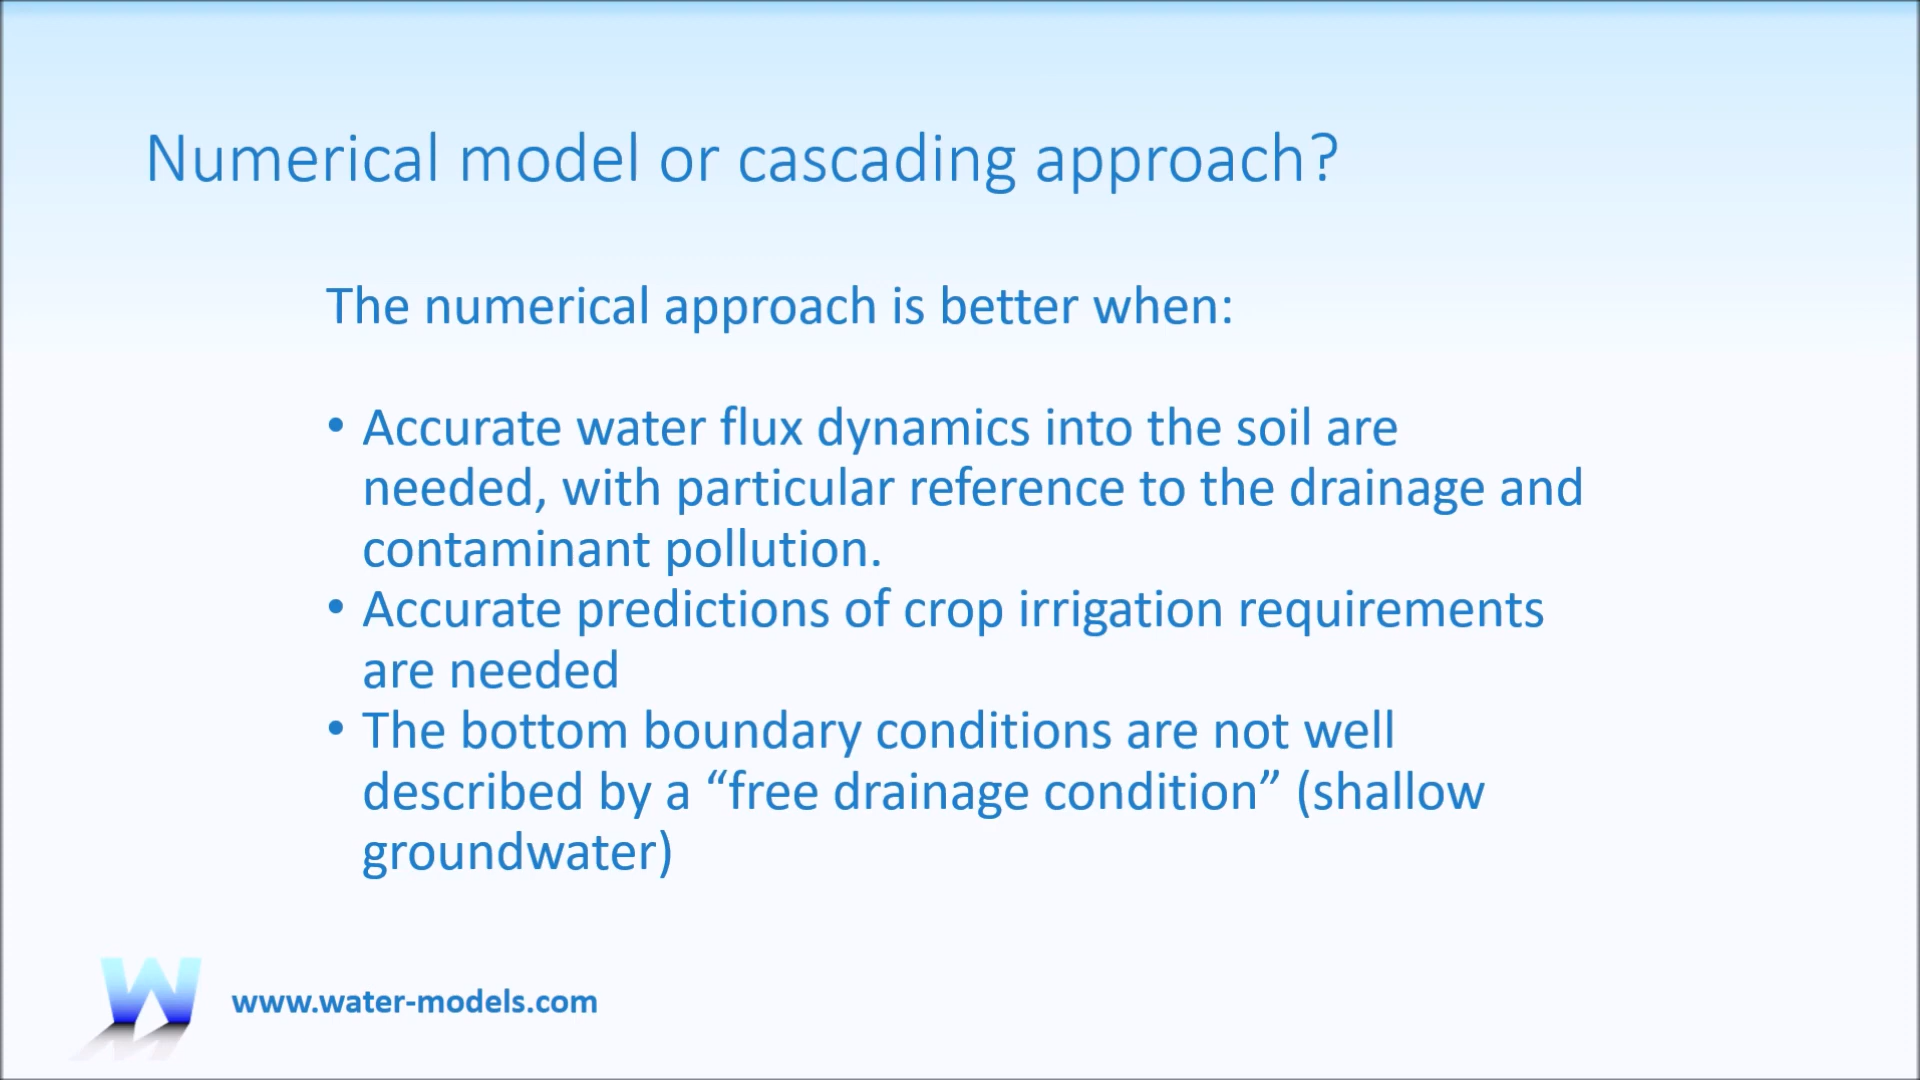 Numerical model or cascading approach?
The numerical approach is better when:
• Accurate water flux dynamics into the soil are
needed, with particular reference to the drainage and
contaminant pollution.
• Accurate predictions of crop irrigation requirements
are needed
• The bottom boundary conditions are not well
described by a “free drainage condition” (shallow
groundwater)
W
www.water-models.com